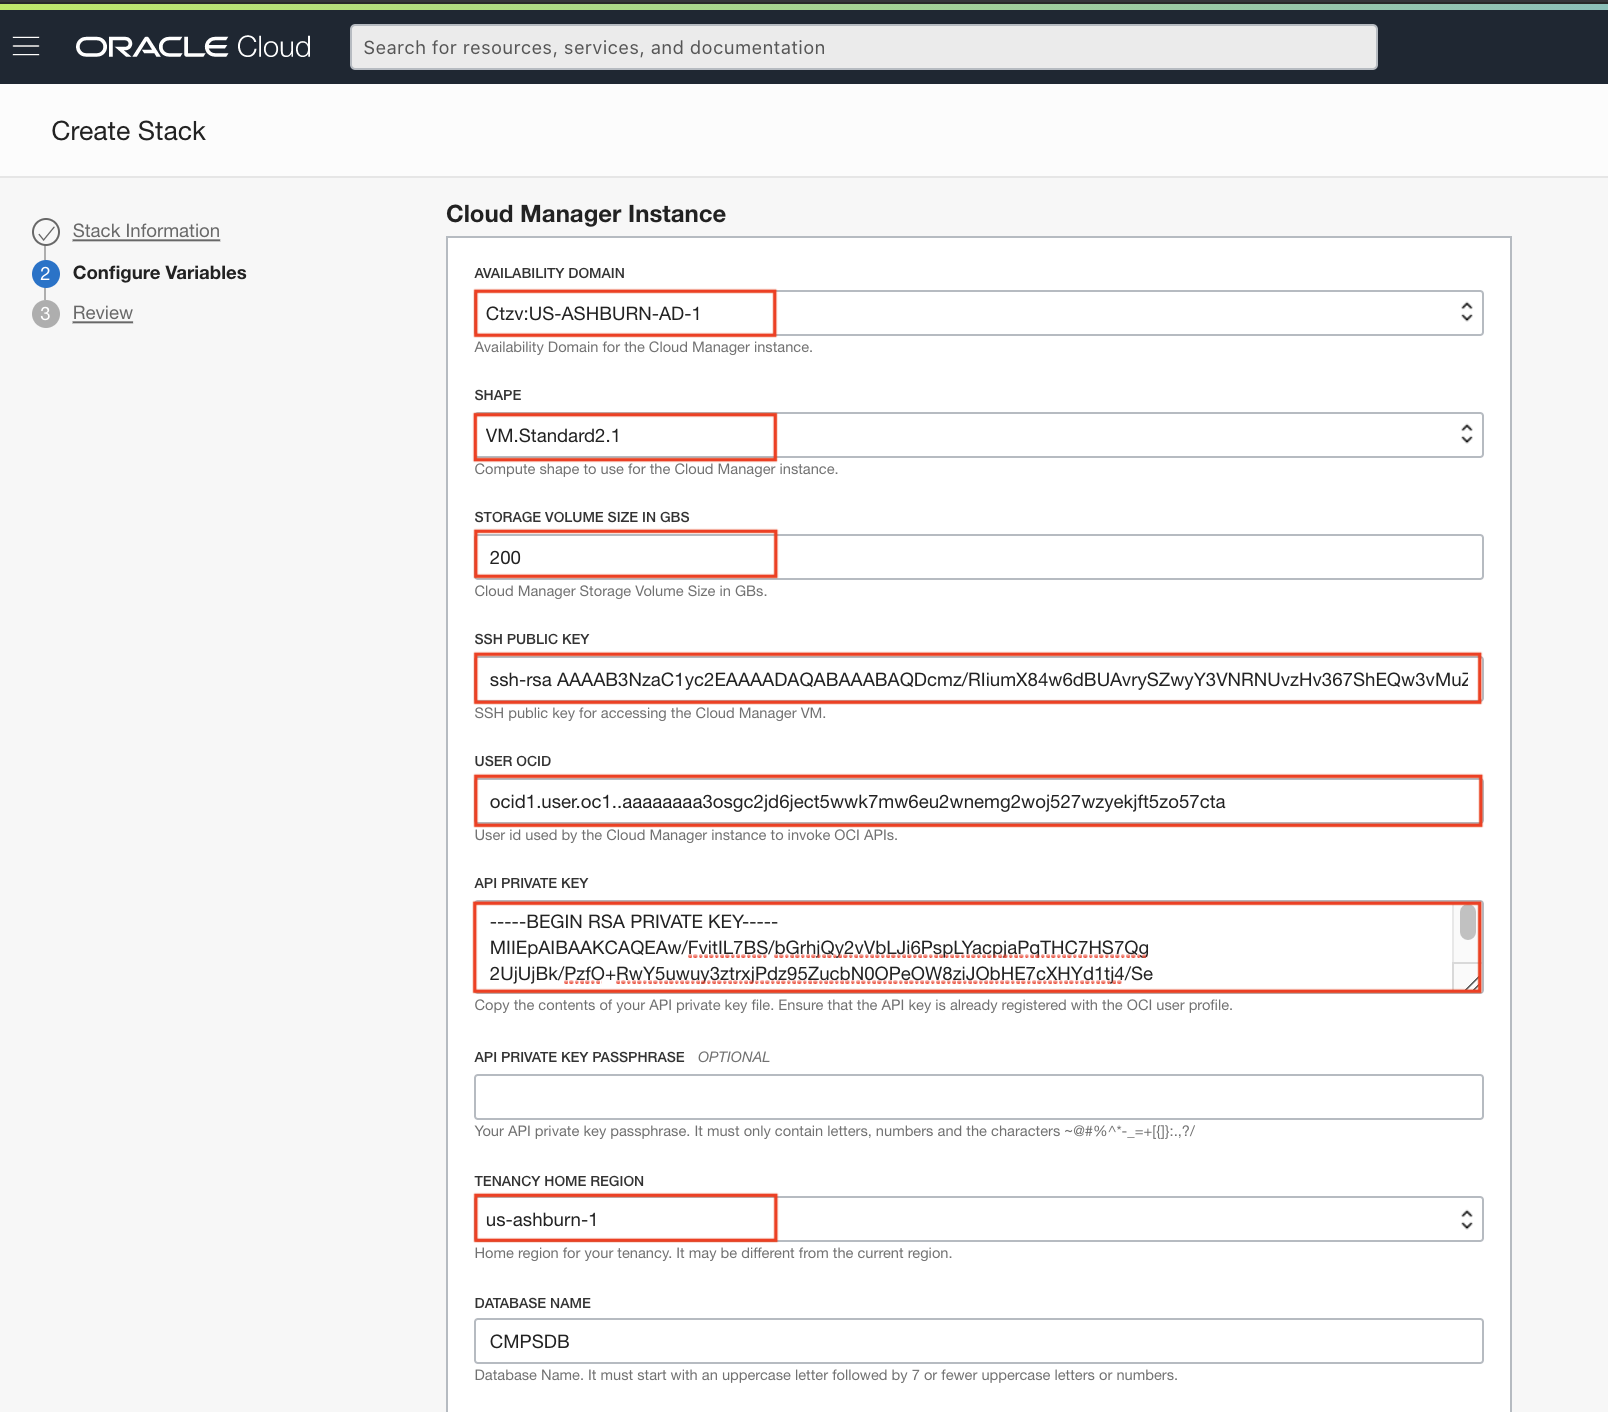 ORACLE Cloud
Search for resources, services, and documentation
Create Stack
Stack Information
2 Configure Variables
3 Review
Cloud Manager Instance
AVAILABILITY DOMAIN
Ctzv:US-ASHBURN-AD-1
Availability Domain for the Cloud Manager instance.
SHAPE
VM.Standard2.1
Compute shape to use for the Cloud Manager instance.
STORAGE VOLUME SIZE IN GBS
200
Cloud Manager Storage Volume Size in GBs.
SSH PUBLIC KEY
ssh-rsa AAAAB3NzaC1yc2EAAAADAQABAAABAQDcmz/RIiumX84w6dBUAvrySZwyY3VNRNUvzHv367ShEQw3vMuZ
SSH public key for accessing the Cloud Manager VM.
USER OCID
ocid1.user.oc1..aaaaaaaa3osgc2jd6ject5wwk7mw6eu2wnemg2woj527wzyekjft5zo57cta
User id used by the Cloud Manager instance to invoke OCI APIs.
API PRIVATE KEY
-----BEGIN RSA PRIVATE KEY-----
MIIEpAIBAAKCAQEAw/FvitIL7BS/bGrhjQy2vVbLJi6PspLYacpjaPqTHC7HS7Qg
2UjUjBk/PzfO+RwY5uwuy3ztrxjPdz95ZucbN0OPeOW8ziJObHE7cXHYd1tj4/Se
Copy the contents of your API private key file. Ensure that the API key is already registered with the OCI user profile.
API PRIVATE KEY PASSPHRASE OPTIONAL
Your API private key passphrase. It must only contain letters, numbers and the characters ~@#%^*-_=+[{]}:.,?/
TENANCY HOME REGION
us-ashburn-1
Home region for your tenancy. It may be different from the current region.
DATABASE NAME
CMPSDB
Database Name. It must start with an uppercase letter followed by 7 or fewer uppercase letters or numbers.